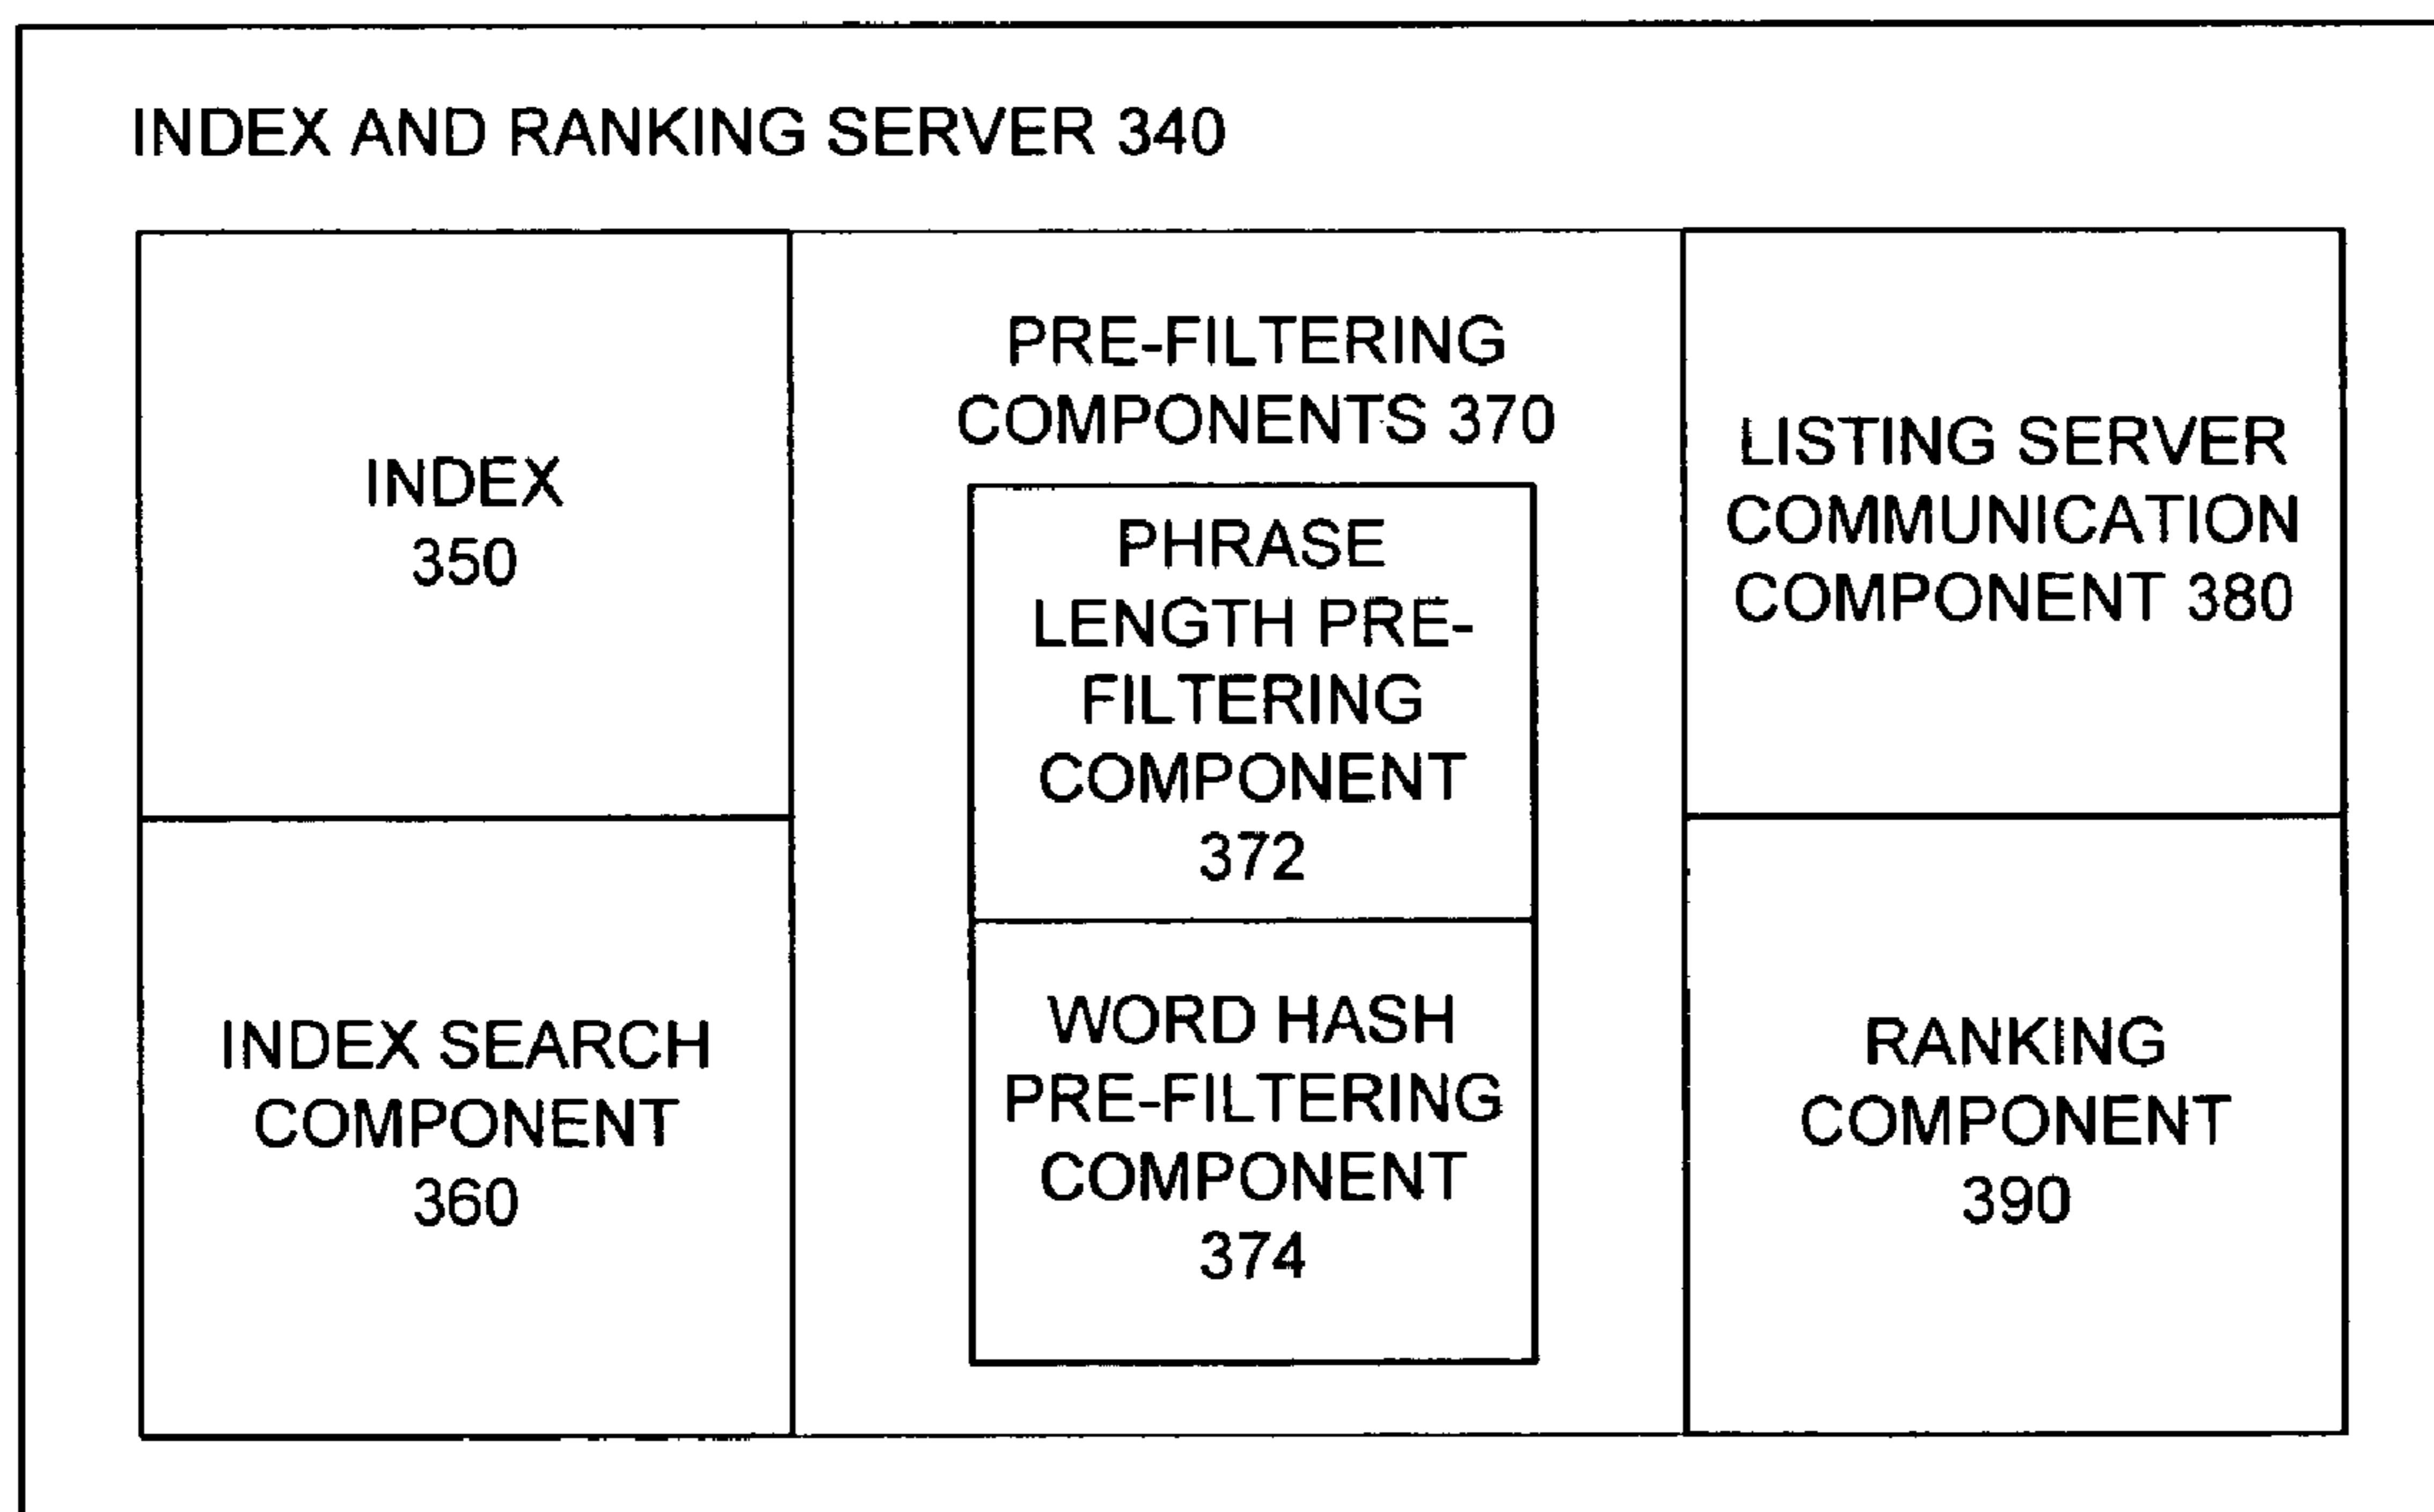 INDEX AND RANKING SERVER 340
INDEX
350
INDEX SEARCH
COMPONENT
360
PRE-FILTERING
COMPONENTS 370
PHRASE
LENGTH PRE-
FILTERING
COMPONENT
372
WORD HASH
PRE-FILTERING
COMPONENT
374
LISTING SERVER
COMMUNICATION
COMPONENT 380
RANKING
COMPONENT
390